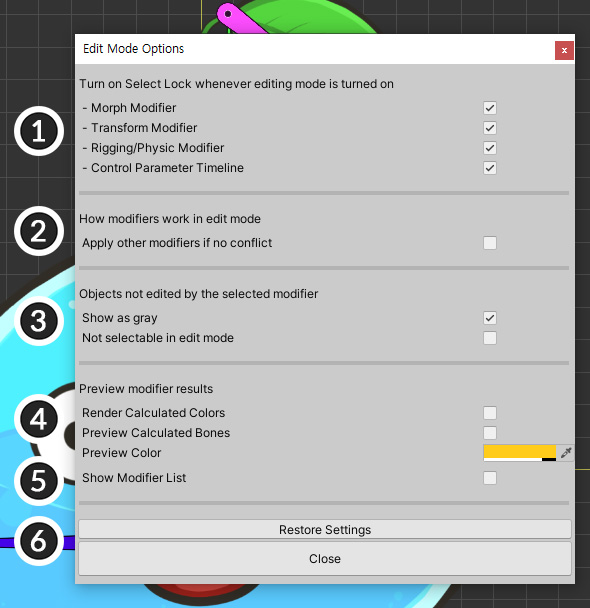 Edit Mode Options
x
Turn on Select Lock whenever editing mode is turned on
1
- Morph Modifier
- Transform Modifier
- Rigging/Physic Modifier
- Control Parameter Timeline
2
How modifiers work in edit mode
Apply other modifiers if no conflict
Objects not edited by the selected modifier
3
Show as gray
Not selectable in edit mode
Preview modifier results
4
Render Calculated Colors
Preview Calculated Bones
Preview Color
5
Show Modifier List
6
Restore Settings
Close